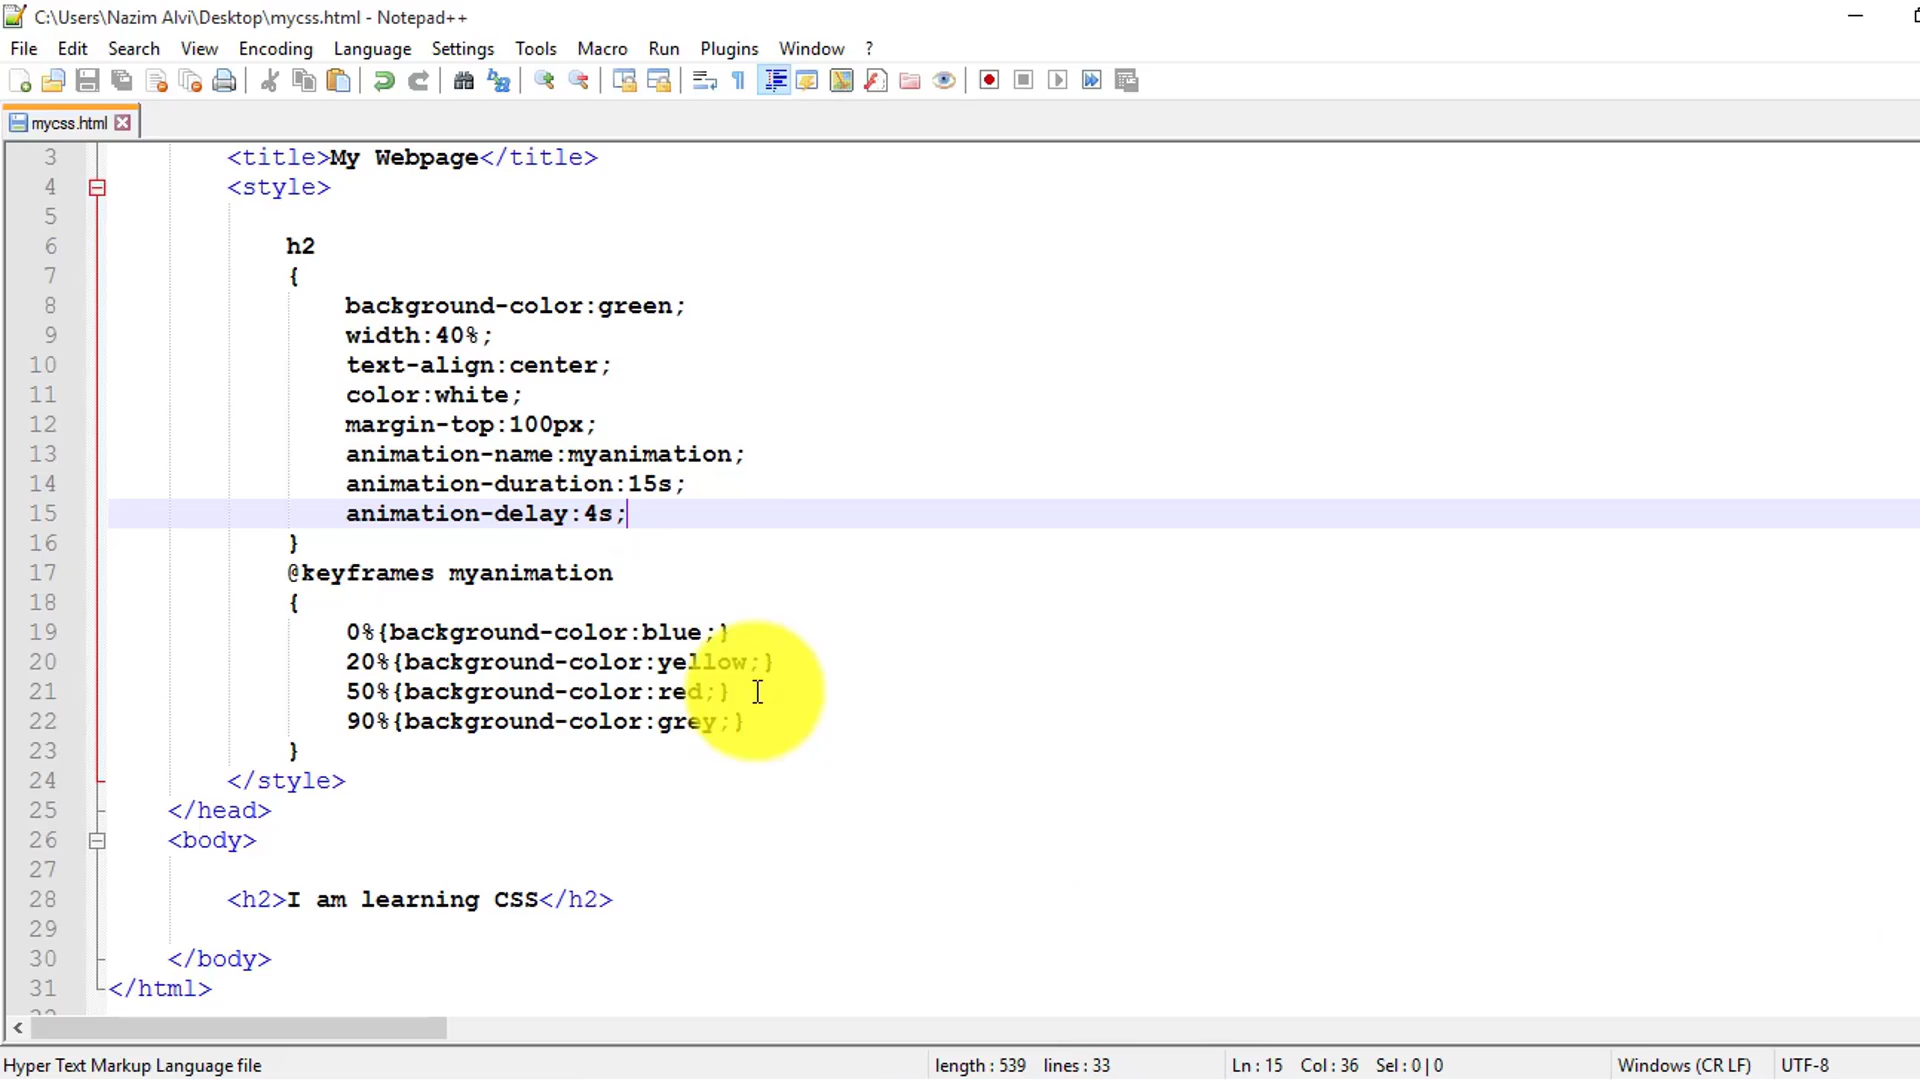 C:\Users\Nazim Alvi\Desktop\mycss.html - Notepad++
File Edit Search View Encoding Language Settings Tools Macro Run Plugins Window ?
mycss.html
3 <title>My Webpage</title>
4 <style>
5
6 h2
7 {
8 background-color:green;
9 width:40%;
10 text-align:center;
11 color:white;
12 margin-top:100px;
13 animation-name:myanimation;
14 animation-duration:15s;
15 animation-delay:4s;
16 }
17 @keyframes myanimation
18 {
19 0%{background-color:blue;}
20 20%{background-color:yellow;}
21 50%{background-color:red;}
22 90%{background-color:grey;}
23 }
24 </style>
25 </head>
26 <body>
27
28 <h2>I am learning CSS</h2>
29
30 </body>
31 </html>
Hyper Text Markup Language file length : 539 lines : 33 Ln : 15 Col : 36 Sel : 0 | 0 Windows (CR LF) UTF-8